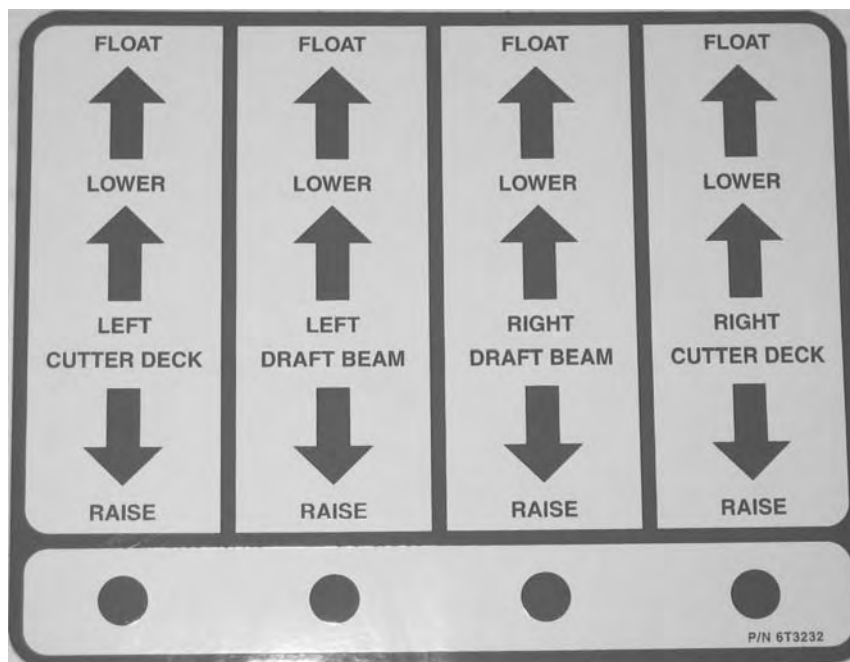 FLOAT
LOWER
LEFT
CUTTER DECK
RAISE
FLOAT
LOWER
LEFT
DRAFT BEAM
RAISE
FLOAT
LOWER
RIGHT
DRAFT BEAM
RAISE
FLOAT
LOWER
RIGHT
CUTTER DECK
RAISE
P/N 6T3232